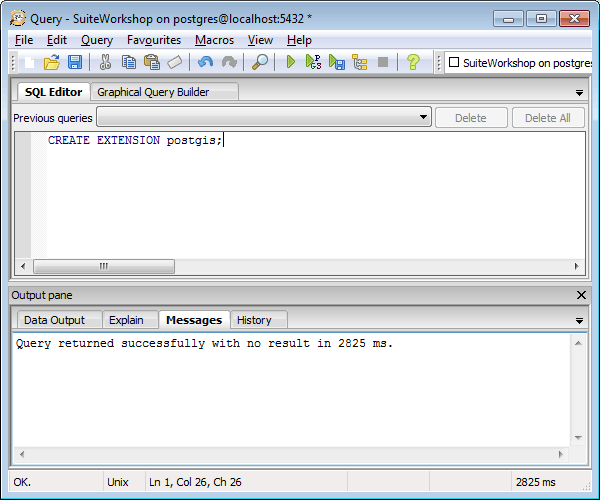 Query - SuiteWorkshop on postgres@localhost:5432 *
File Edit Query Favourites Macros View Help
SuiteWorkshop on postgres
SQL Editor Graphical Query Builder
Previous queries Delete Delete All
CREATE EXTENSION postgis;
Output pane
Data Output Explain Messages History
Query returned successfully with no result in 2825 ms.
OK. Unix Ln 1, Col 26, Ch 26 2825 ms